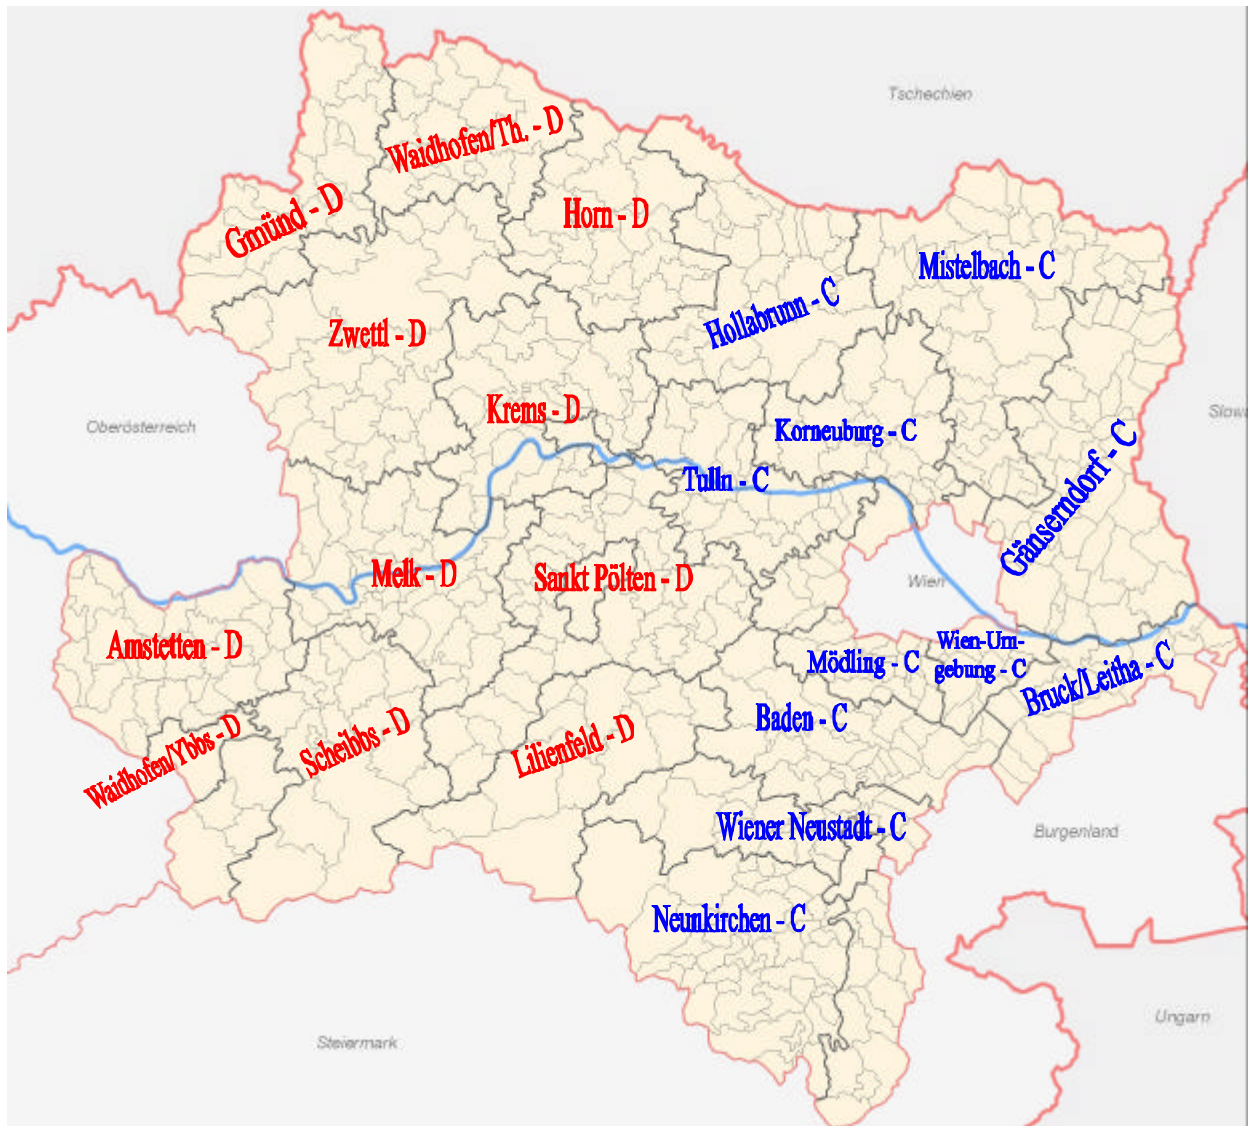 Tschechien
Waidhofen/Th. - D
Gmünd - D
Horn - D
Mistelbach - C
Hollabrunn - C
Zwettl - D
Krems - D
Oberösterreich
Korneuburg - C
Gänserndorf - C
Tulln - C
Melk - D
Sankt Pölten - D
Wien
Amstetten - D
Mödling - C
Wien-Um-
gebung - C
Bruck/Leitha - C
Baden - C
Waidhofen/Ybbs - D
Scheibbs - D
Lilienfeld - D
Wiener Neustadt - C
Burgenland
Neunkirchen - C
Ungarn
Steiermark